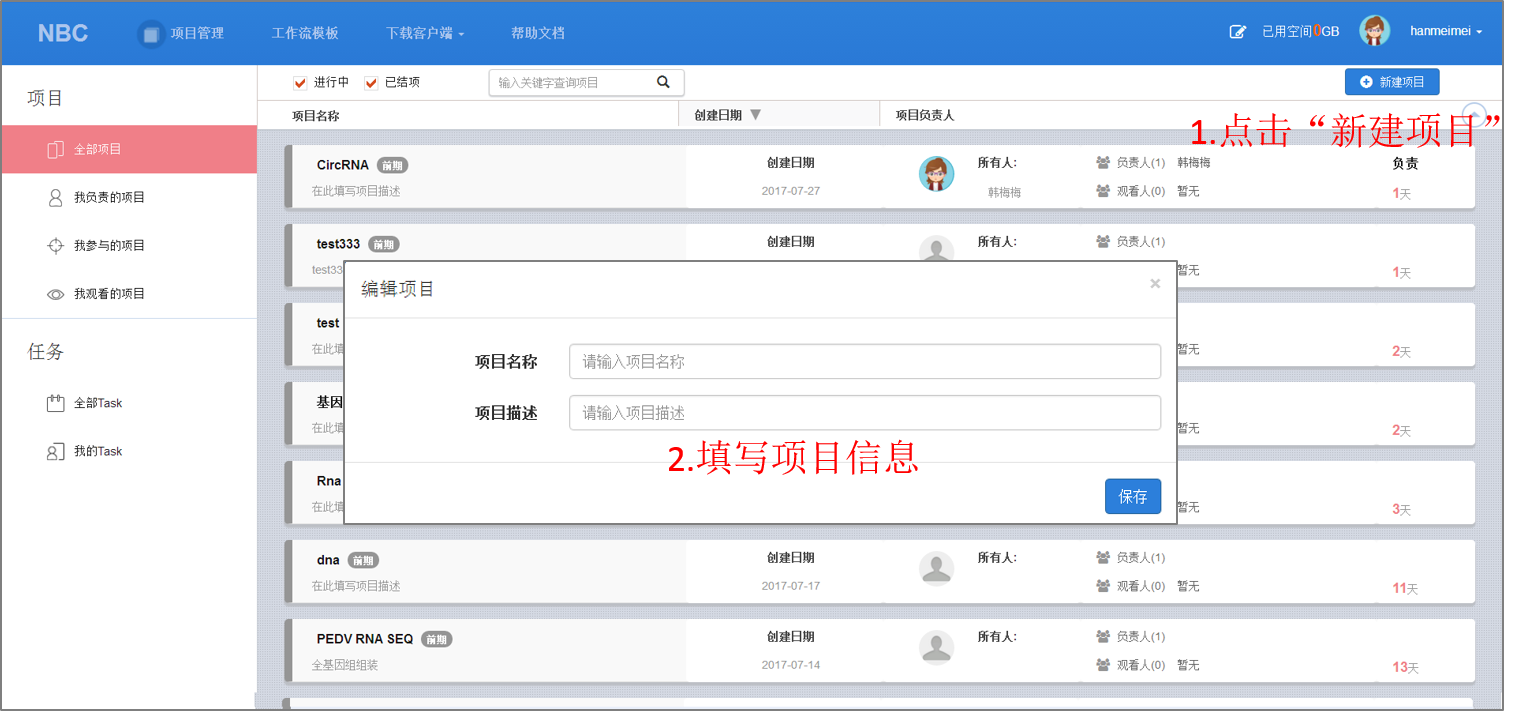 NBC 项目管理 工作流模板 下载客户端 帮助文档 已用空间0GB hanmeimei
项目 进行中 已结项 输入关键字查询项目 新建项目
项目名称 创建日期 项目负责人
1.点击“新建项目”
全部项目
我负责的项目
我参与的项目
我观看的项目
任务
全部Task
我的Task
CircRNA 前期 创建日期 所有人: 负责人(1) 韩梅梅 负责
在此填写项目描述 2017-07-27 韩梅梅 观看人(0) 暂无 1天
test333 前期 创建日期 所有人: 负责人(1)
test33 暂无 1天
编辑项目 ×
test
在此填 暂无 2天
项目名称 请输入项目名称
基因
在此填 暂无 2天
项目描述 请输入项目描述
2.填写项目信息
Rna
在此填 暂无 3天
保存
dna 前期 创建日期 所有人: 负责人(1)
在此填写项目描述 2017-07-17 观看人(0) 暂无 11天
PEDV RNA SEQ 前期 创建日期 所有人: 负责人(1)
全基因组组装 2017-07-14 观看人(0) 暂无 13天